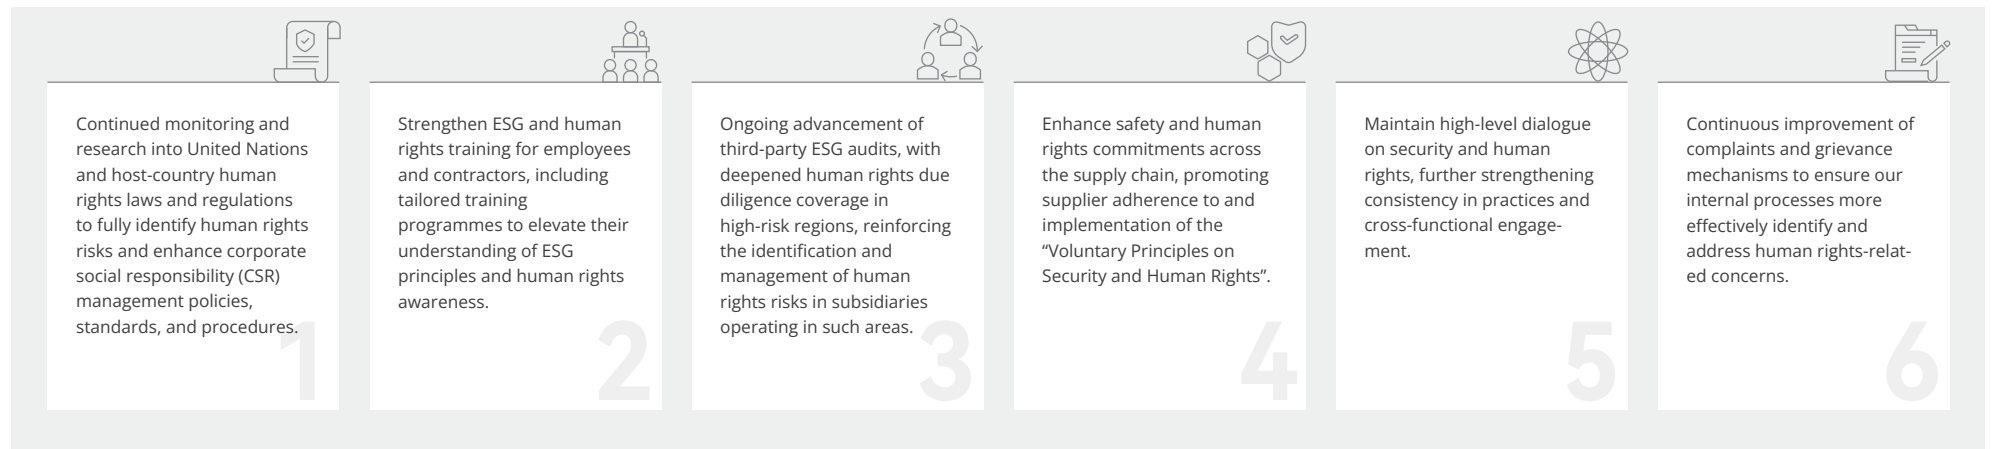 Continued monitoring and
research into United Nations
and host-country human
rights laws and regulations
to fully identify human rights
risks and enhance corporate
social responsibility (CSR)
management policies,
standards, and procedures.
1
Strengthen ESG and human
rights training for employees
and contractors, including
tailored training
programmes to elevate their
understanding of ESG
principles and human rights
awareness.
2
Ongoing advancement of
third-party ESG audits, with
deepened human rights due
diligence coverage in
high-risk regions, reinforcing
the identification and
management of human
rights risks in subsidiaries
operating in such areas.
3
Enhance safety and human
rights commitments across
the supply chain, promoting
supplier adherence to and
implementation of the
“Voluntary Principles on
Security and Human Rights”.
4
Maintain high-level dialogue
on security and human
rights, further strengthening
consistency in practices and
cross-functional engage-
ment.
5
Continuous improvement of
complaints and grievance
mechanisms to ensure our
internal processes more
effectively identify and
address human rights-relat-
ed concerns.
6